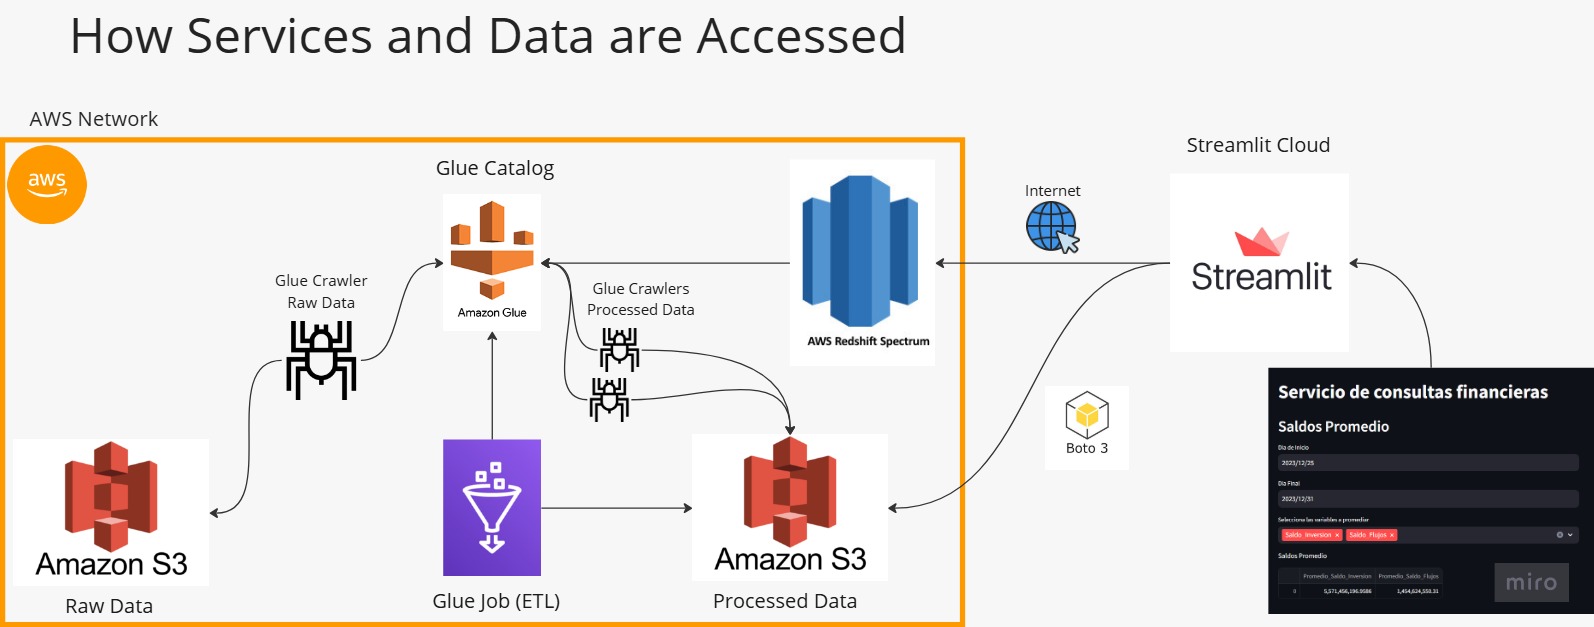 How Services and Data are Accessed
AWS Network
aws
Glue Catalog
Amazon Glue
Glue Crawler
Raw Data
Glue Crawlers
Processed Data
AWS Redshift Spectrum
Internet
Streamlit Cloud
Streamlit
Boto 3
Amazon S3
Raw Data
Glue Job (ETL)
Amazon S3
Processed Data
Servicio de consultas financieras
Saldos Promedio
Dia de Inicio
2023/12/25
Dia Final
2023/12/31
Selecciona las variables a promediar
Saldo_Inversion × Saldo_Flujos ×
Saldos Promedio
Promedio_Saldo_Inversion Promedio_Saldo_Flujos
0 5,571,456,196.9586 1,454,624,558.31
miro